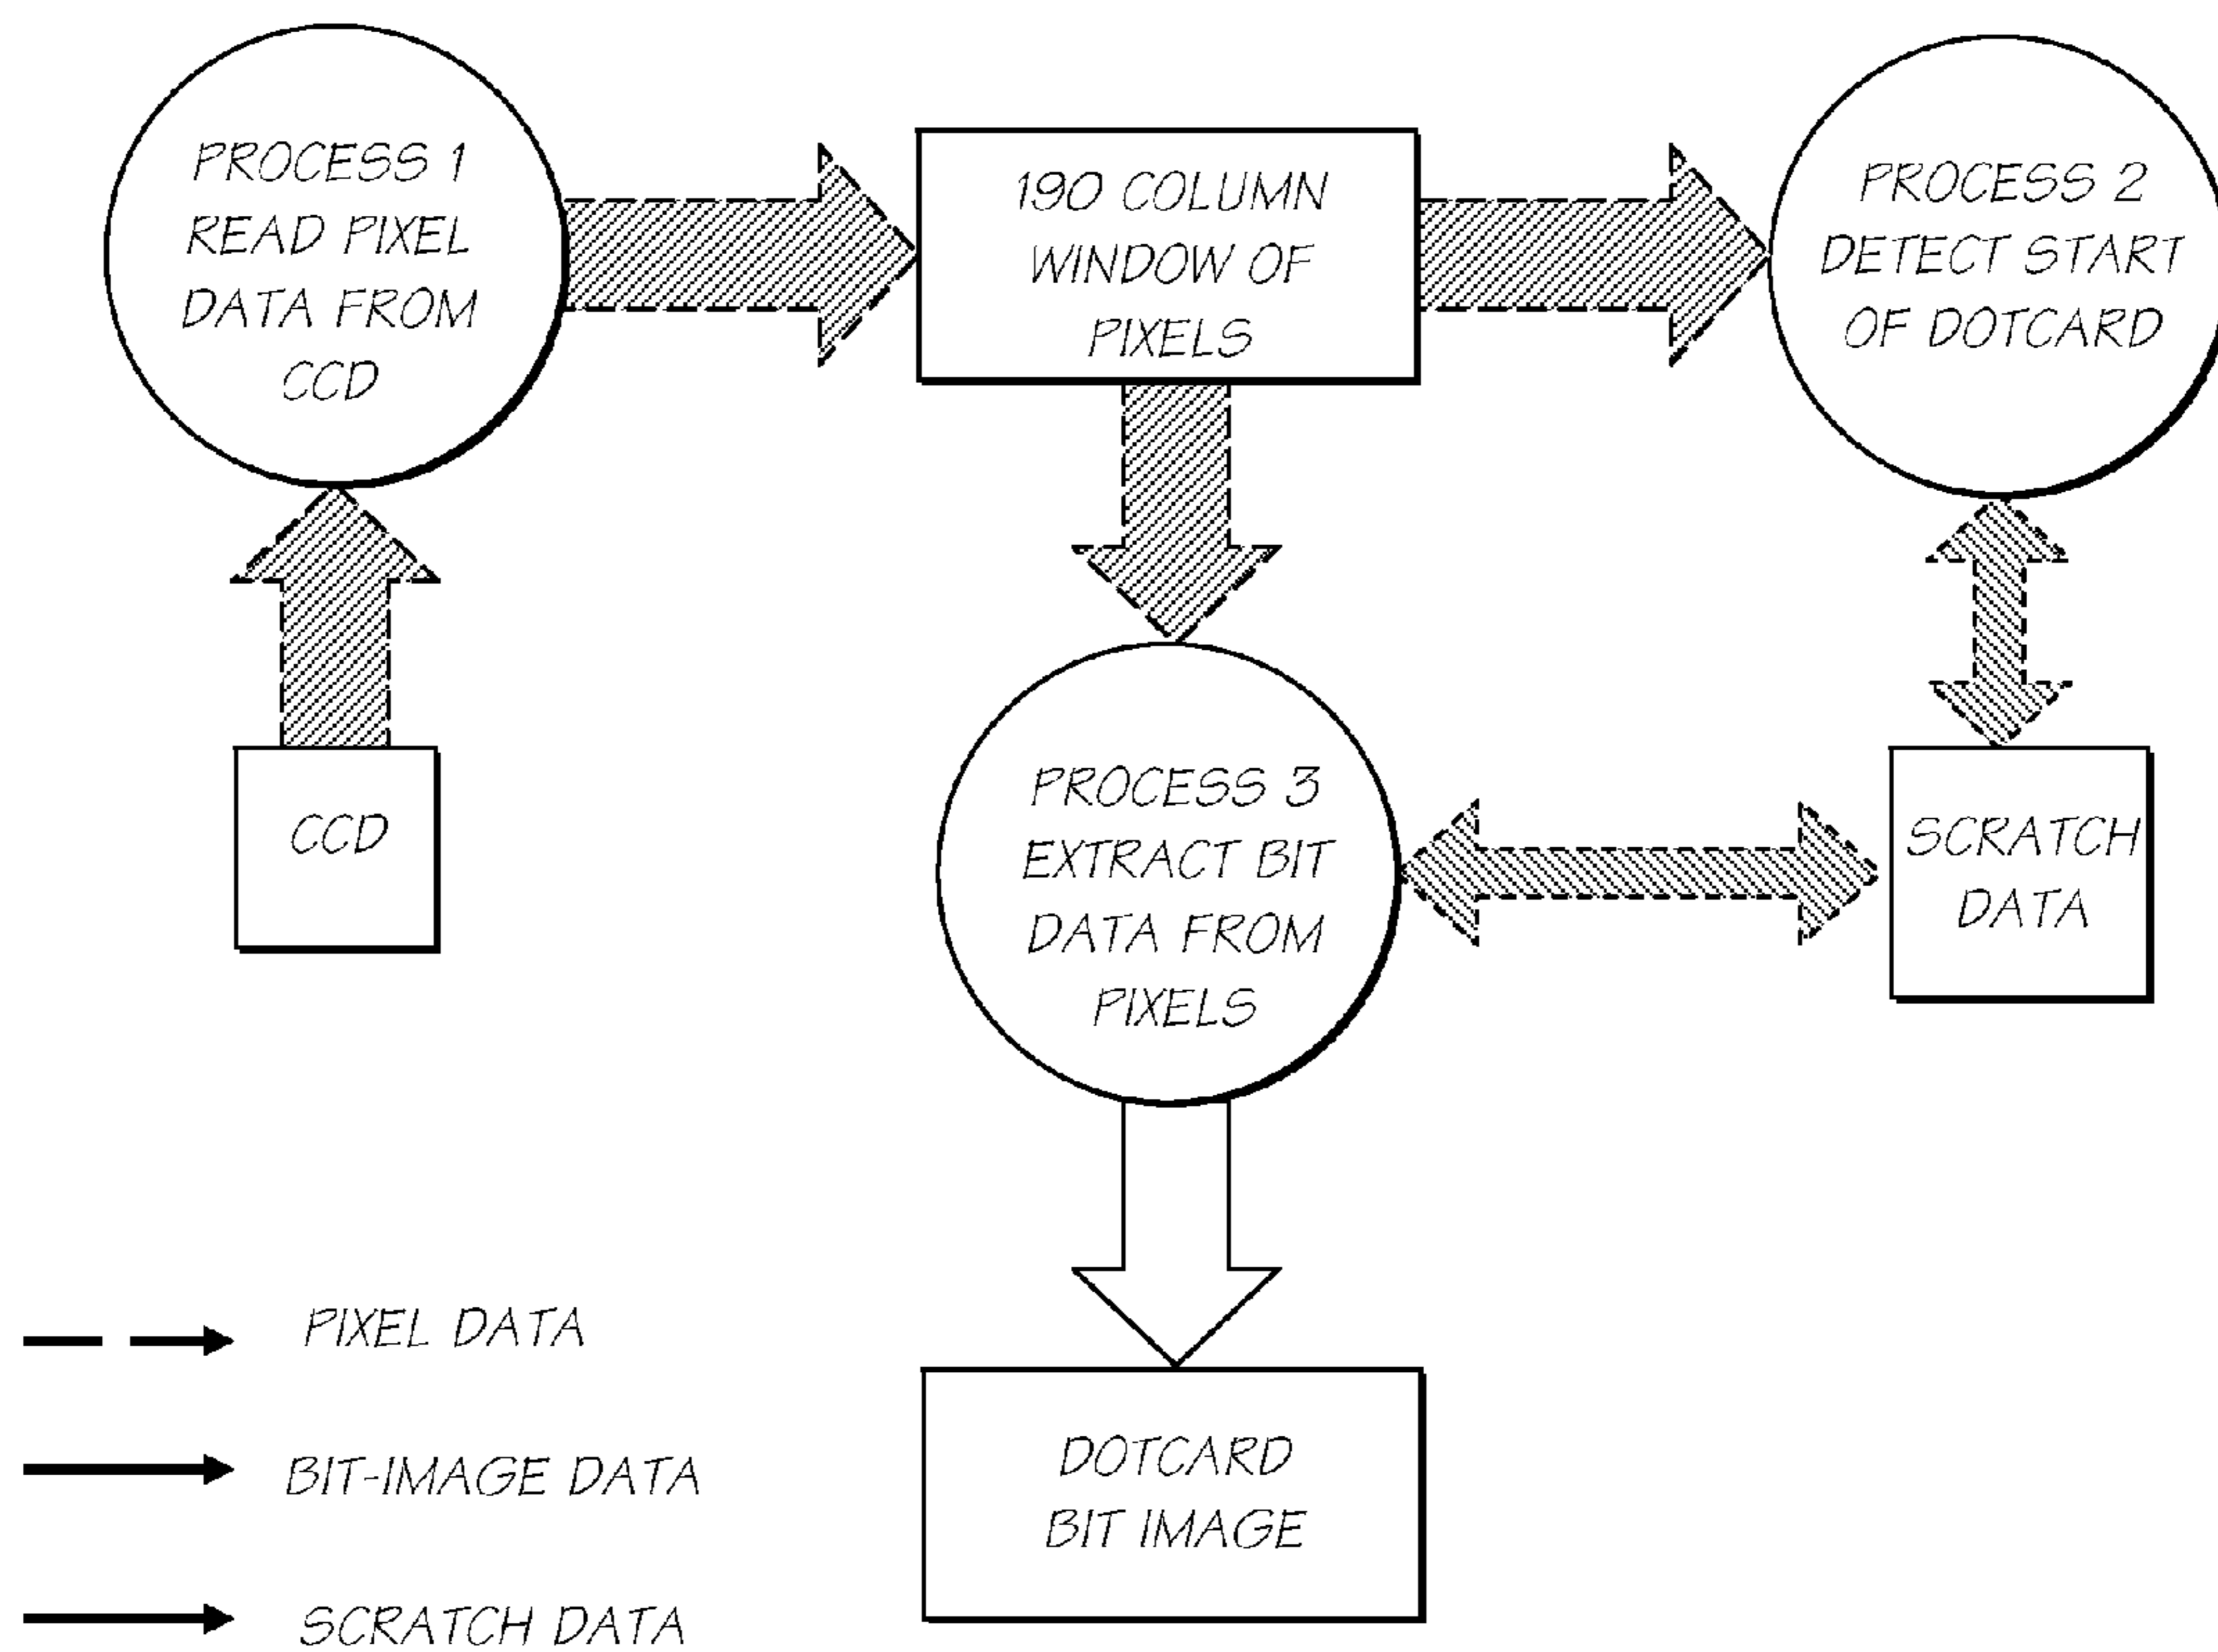 PROCESS 1
READ PIXEL
DATA FROM
CCD
190 COLUMN
WINDOW OF
PIXELS
PROCESS 2
DETECT START
OF DOTCARD
CCD
PROCESS 3
EXTRACT BIT
DATA FROM
PIXELS
SCRATCH
DATA
PIXEL DATA
BIT-IMAGE DATA
SCRATCH DATA
DOTCARD
BIT IMAGE